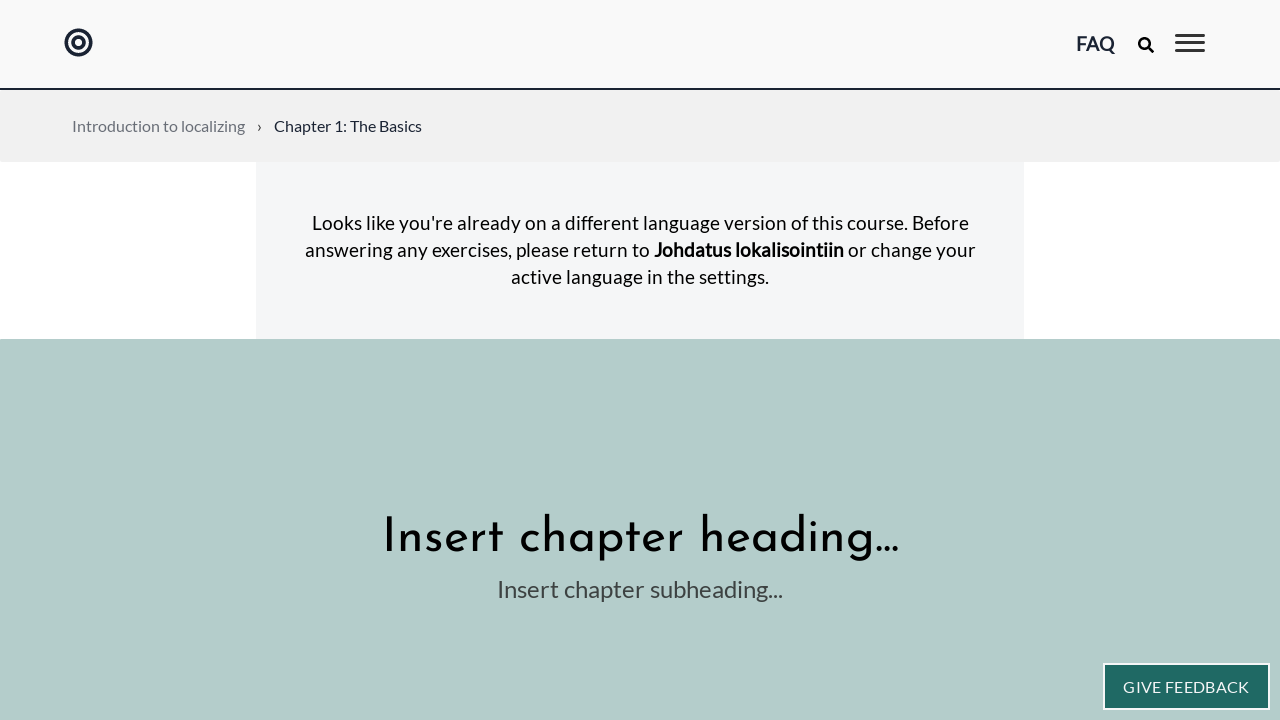 FAQ
Introduction to localizing › Chapter 1: The Basics
Looks like you're already on a different language version of this course. Before
answering any exercises, please return to Johdatus lokalisointiin or change your
active language in the settings.
Insert chapter heading...
Insert chapter subheading...
GIVE FEEDBACK